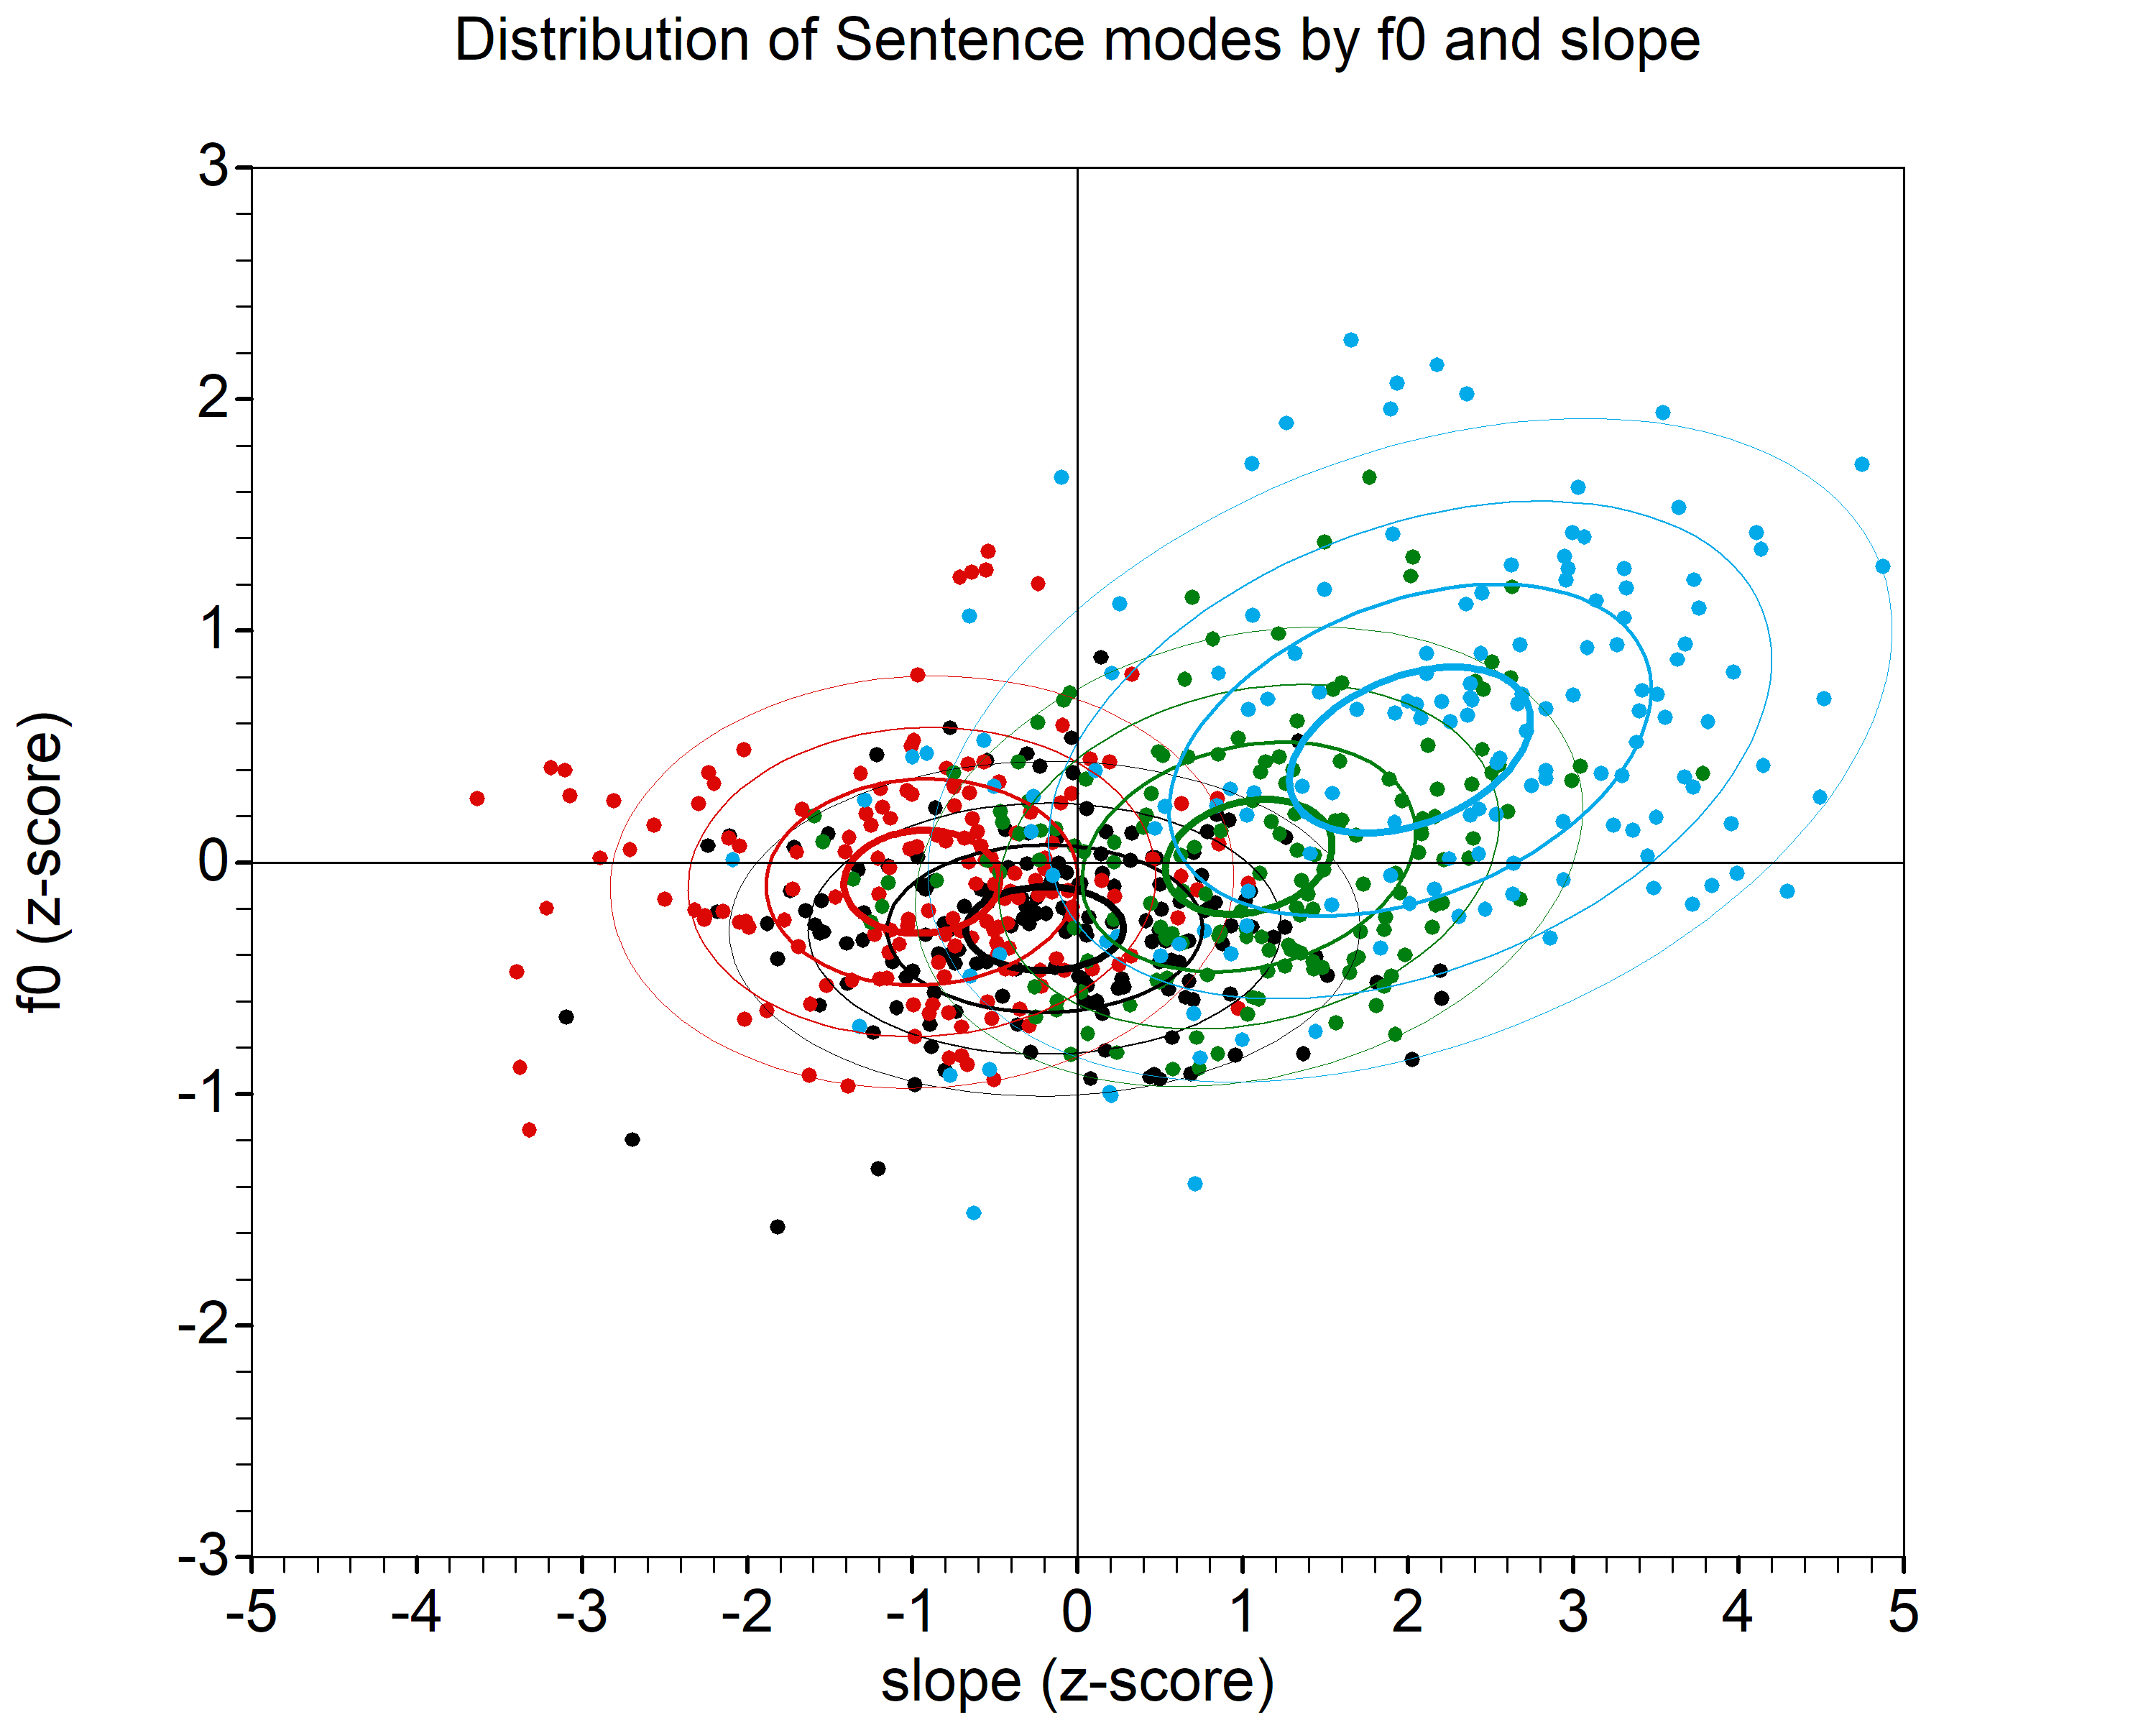 Distribution of Sentence modes by f0 and slope
3
2
1
0
-1
-2
-3
f0 (z-score)
-5 -4 -3 -2 -1 0 1 2 3 4 5
slope (z-score)